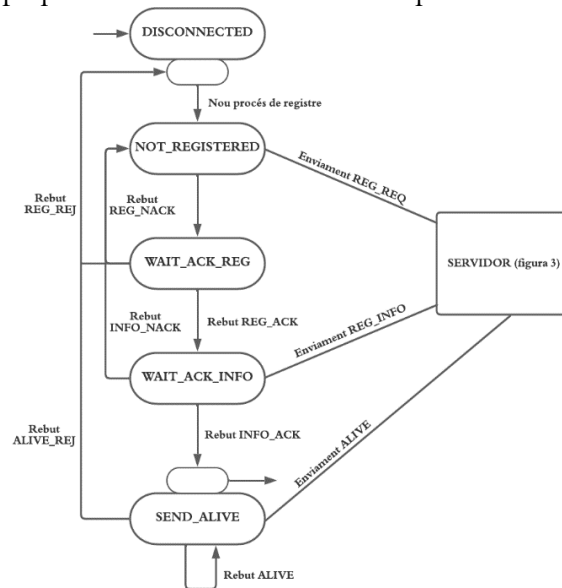 DISCONNECTED
Nou procés de registre
NOT_REGISTERED
Enviament REG_REQ
Rebut
REG_REJ
Rebut
REG_NACK
SERVIDOR (figura 3)
WAIT_ACK_REG
Rebut
INFO_NACK
Rebut REG_ACK
Enviament REG_INFO
WAIT_ACK_INFO
Rebut
ALIVE_REJ
Rebut INFO_ACK
Enviament ALIVE
SEND_ALIVE
Rebut ALIVE